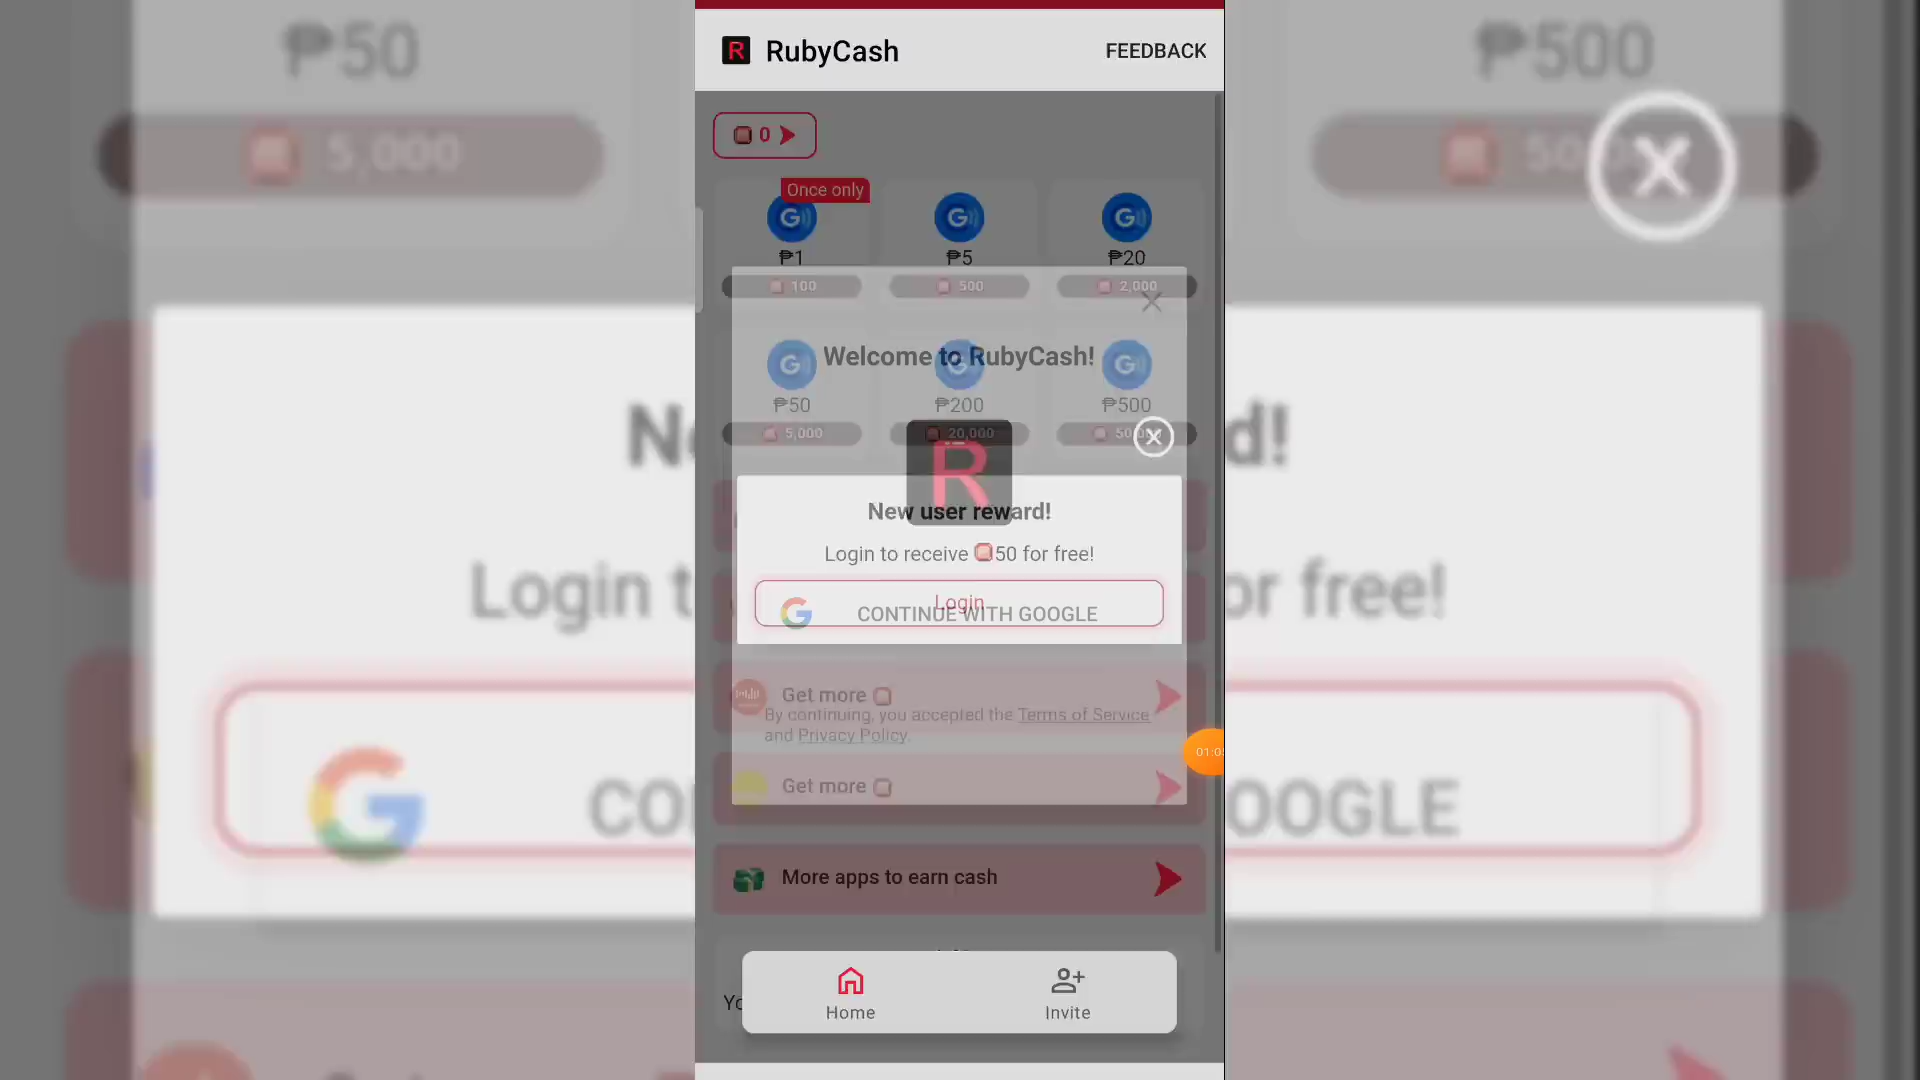 ₱50
₱500
5,000
RubyCash
FEEDBACK
0
Once only
₱1
₱5
₱20
100
500
2,000
Welcome to RubyCash!
₱50
₱200
₱500
5,000
20,000
R
New user reward!
Login to receive 50 for free!
Login
CONTINUE WITH GOOGLE
Get more
By continuing, you accepted the Terms of Service
and Privacy Policy.
01:0
Get more
More apps to earn cash
Home
Invite
d!
Login t
or free!
OOGLE